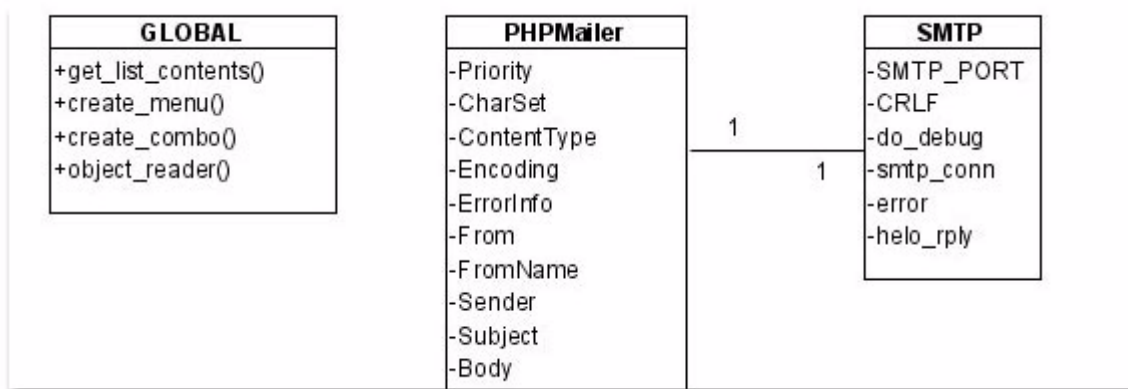 GLOBAL
+get_list_contents()
+create_menu()
+create_combo()
+object_reader()
PHPMailer
-Priority
-CharSet
-ContentType
-Encoding
-ErrorInfo
-From
-FromName
-Sender
-Subject
-Body
1
1
SMTP
-SMTP_PORT
-CRLF
-do_debug
-smtp_conn
-error
-helo_rply